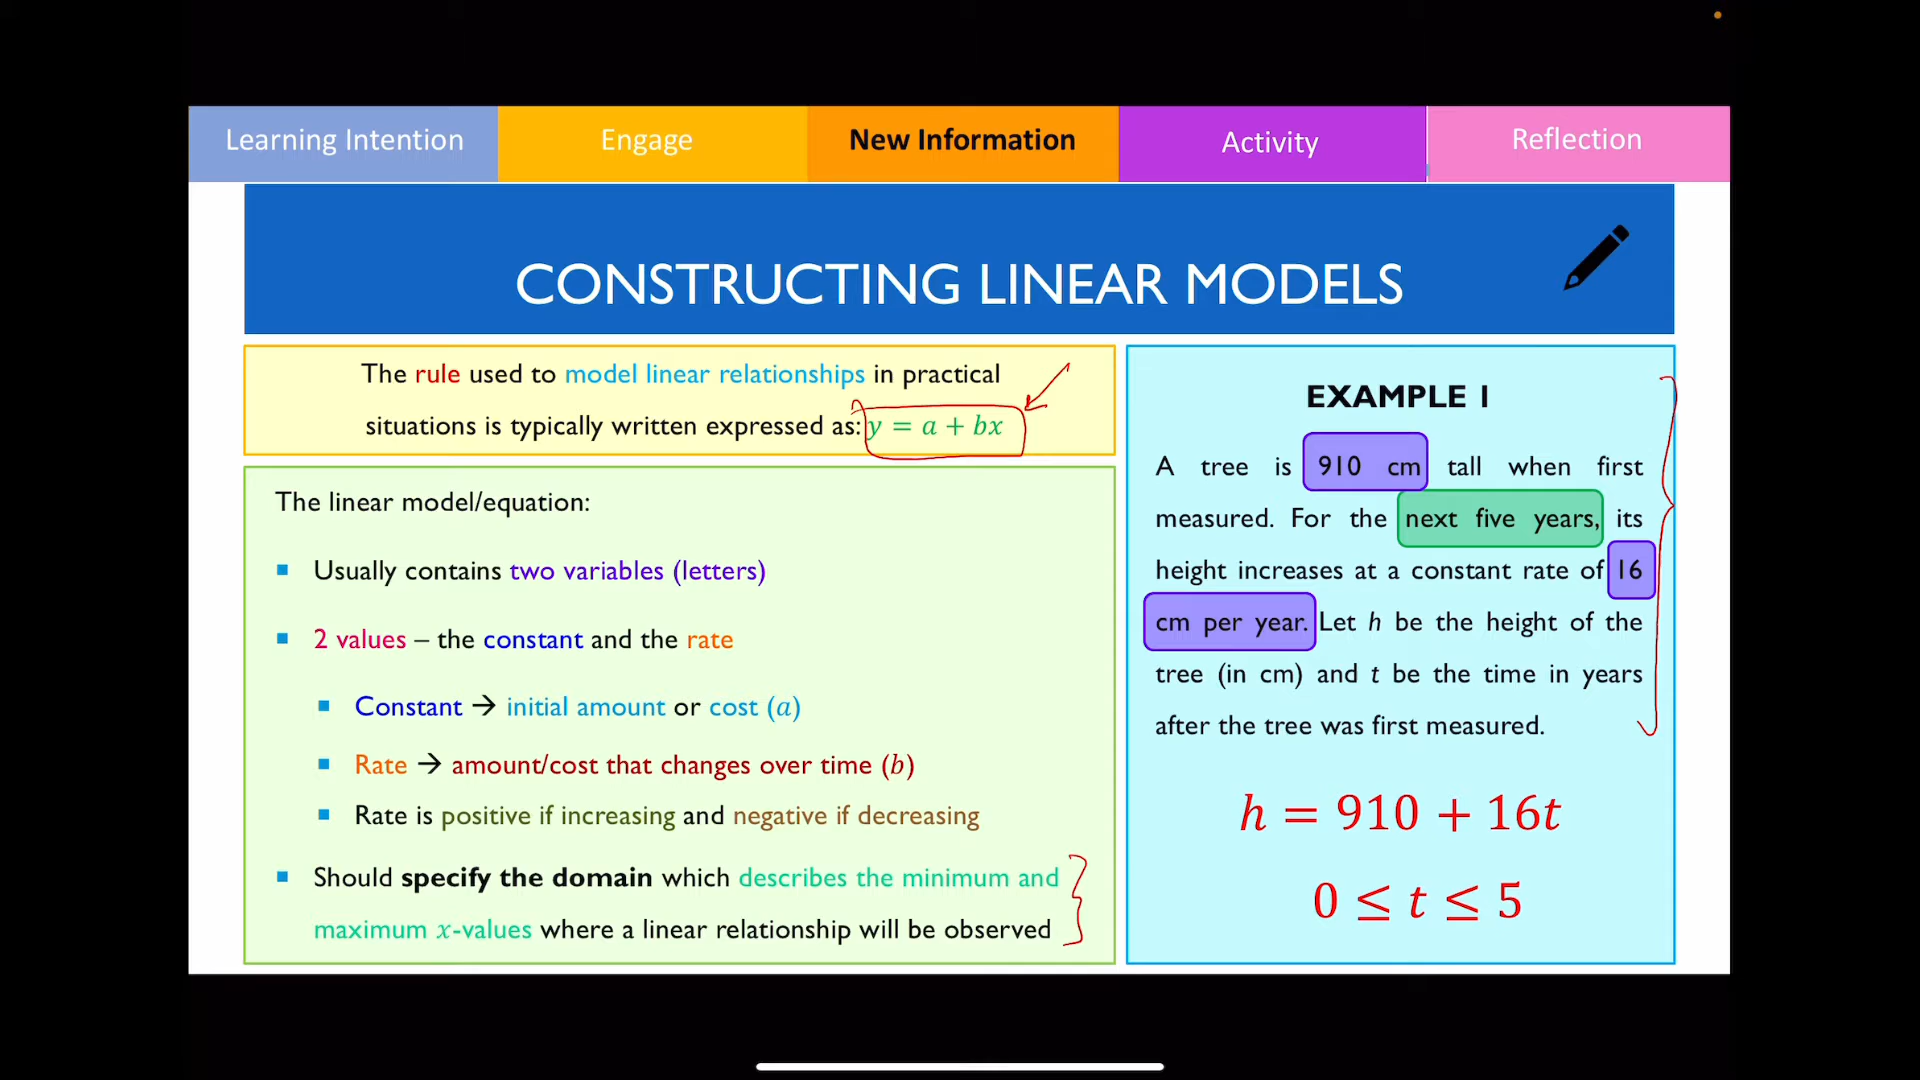 Learning Intention
Engage
New Information
Activity
Reflection
CONSTRUCTING LINEAR MODELS
The rule used to model linear relationships in practical
situations is typically written expressed as: y = a + bx
The linear model/equation:
Usually contains two variables (letters)
2 values – the constant and the rate
Constant → initial amount or cost (a)
Rate → amount/cost that changes over time (b)
Rate is positive if increasing and negative if decreasing
Should specify the domain which describes the minimum and
maximum x-values where a linear relationship will be observed
EXAMPLE 1
A tree is 910 cm tall when first
measured. For the next five years, its
height increases at a constant rate of 16
cm per year. Let h be the height of the
tree (in cm) and t be the time in years
after the tree was first measured.
h = 910 + 16t
0 ≤ t ≤ 5